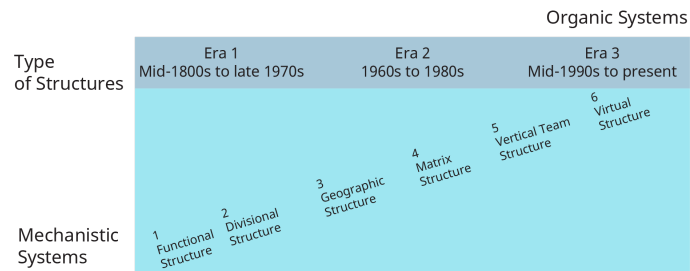 Organic Systems
Type
of Structures
Era 1
Mid-1800s to late 1970s
Era 2
1960s to 1980s
Era 3
Mid-1990s to present
1
Functional
Structure
2
Divisional
Structure
3
Geographic
Structure
4
Matrix
Structure
5
Vertical Team
Structure
6
Virtual
Structure
Mechanistic
Systems